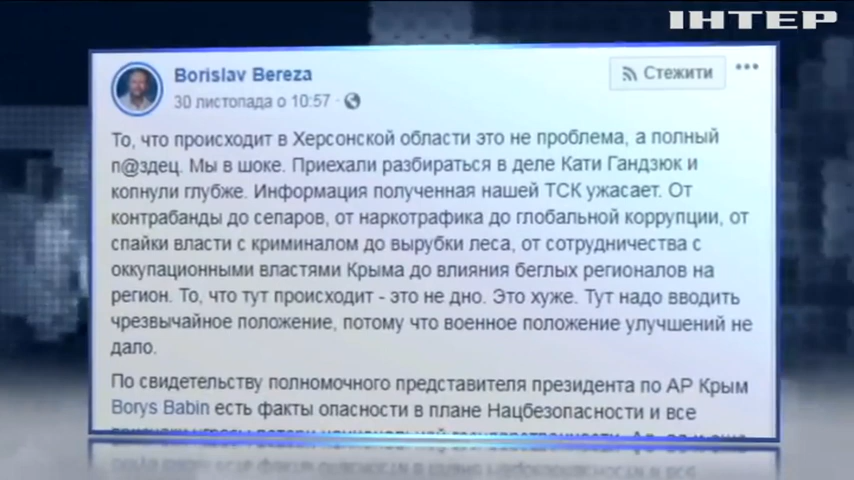 ІНТЕР
Borislav Bereza
Стежити
30 листопада о 10:57
То, что происходит в Херсонской области это не проблема, а полный
п@здец. Мы в шоке. Приехали разбираться в деле Кати Гандзюк и
копнули глубже. Информация полученная нашей ТСК ужасает. От
контрабанды до сепаров, от наркотрафика до глобальной коррупции, от
спайки власти с криминалом до вырубки леса, от сотрудничества с
оккупационными властями Крыма до влияния беглых регионалов на
регион. То, что тут происходит - это не дно. Это хуже. Тут надо вводить
чрезвычайное положение, потому что военное положение улучшений не
дало.
По свидетельству полномочного представителя президента по АР Крым
Borys Babin есть факты опасности в плане Нацбезопасности и все